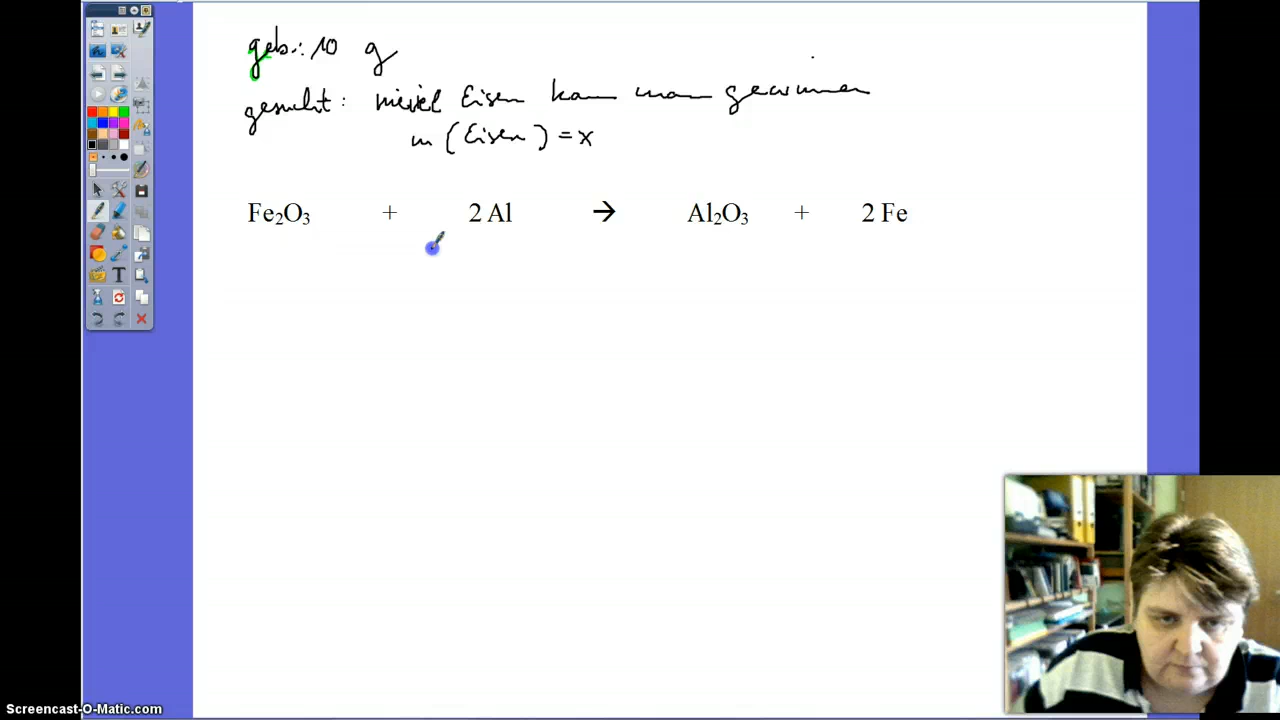 geb.: 10 g
gesucht: wieviel Eisen kann man gewinnen
m (Eisen) = x
Fe₂O₃ + 2 Al → Al₂O₃ + 2 Fe
Screencast-O-Matic.com